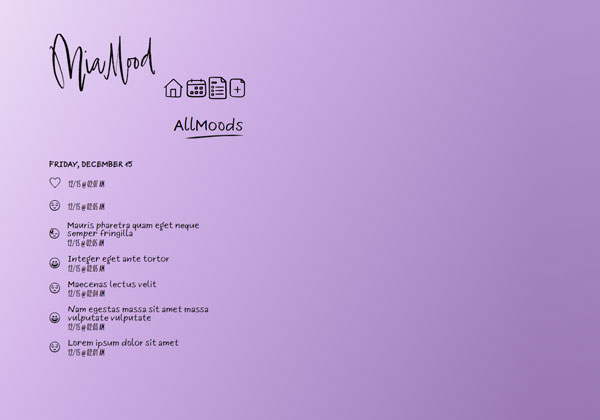 MiaMood
AllMoods
FRIDAY, DECEMBER 15
12/15 @ 02:07 AM
12/15 @ 02:05 AM
Mauris pharetra quam eget neque
semper fringilla
12/15 @ 02:05 AM
Integer eget ante tortor
12/15 @ 02:05 AM
Maecenas lectus velit
12/15 @ 02:04 AM
Nam egestas massa sit amet massa
vulputate vulputate
12/15 @ 02:03 AM
Lorem ipsum dolor sit amet
12/15 @ 02:01 AM